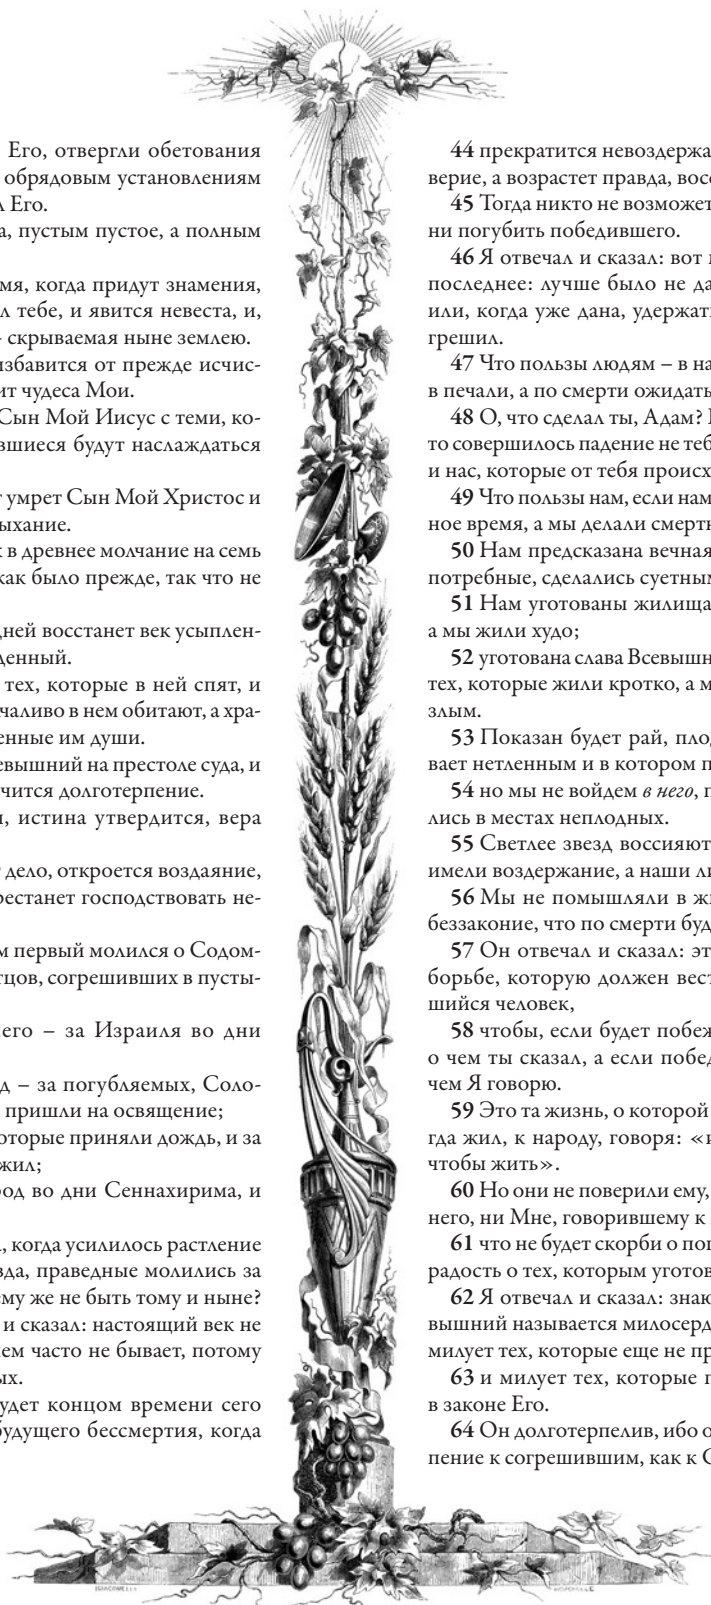 Его, отвергли обетования
обрядовым установлениям
л Его.
а, пустым пустое, а полным
мя, когда придут знамения,
л тебе, и явится невеста, и,
– скрываемая ныне землею.
избавится от прежде исчис-
ит чудеса Мои.
Сын Мой Иисус с теми, ко-
вшиеся будут наслаждаться
т умрет Сын Мой Христос и
ыхание.
к в древнее молчание на семь
как было прежде, так что не
дней восстанет век усыплен-
денный.
тех, которые в ней спят, и
чаливо в нем обитают, а хра-
енные им души.
евышний на престоле суда, и
чится долготерпение.
и, истина утвердится, вера
т дело, откроется воздаяние,
рестанет господствовать не-
м первый молился о Содом-
тцов, согрешивших в пусты-
его – за Израиля во дни
д – за погубляемых, Соло-
пришли на освящение;
оторые приняли дождь, и за
жил;
род во дни Сеннахирима, и
а, когда усилилось растление
вда, праведные молились за
ему же не быть тому и ныне?
и сказал: настоящий век не
ем часто не бывает, потому
ых.
удет концом времени сего
будущего бессмертия, когда
44 прекратится невоздержа
верие, а возрастет правда, восс
45 Тогда никто не возможет
ни погубить победившего.
46 Я отвечал и сказал: вот
последнее: лучше было не да
или, когда уже дана, удержат
грешил.
47 Что пользы людям – в на
в печали, а по смерти ожидать
48 О, что сделал ты, Адам?
то совершилось падение не теб
и нас, которые от тебя происх
49 Что пользы нам, если нам
ное время, а мы делали смертн
50 Нам предсказана вечная
потребные, сделались суетным
51 Нам уготованы жилища
а мы жили худо;
52 уготована слава Всевышн
тех, которые жили кротко, а м
злым.
53 Показан будет рай, плод
вает нетленным и в котором п
54 но мы не войдем в него, п
лись в местах неплодных.
55 Светлее звезд воссияют
имели воздержание, а наши ли
56 Мы не помышляли в жи
беззаконие, что по смерти буд
57 Он отвечал и сказал: эт
борьбе, которую должен вест
шийся человек,
58 чтобы, если будет побеж
о чем ты сказал, а если побед
чем Я говорю.
59 Это та жизнь, о которой
гда жил, к народу, говоря: «и
чтобы жить».
60 Но они не поверили ему,
него, ни Мне, говорившему к
61 что не будет скорби о пог
радость о тех, которым уготов
62 Я отвечал и сказал: знаю
вышний называется милосерд
милует тех, которые еще не пр
63 и милует тех, которые п
в законе Его.
64 Он долготерпелив, ибо о
пение к согрешившим, как к С